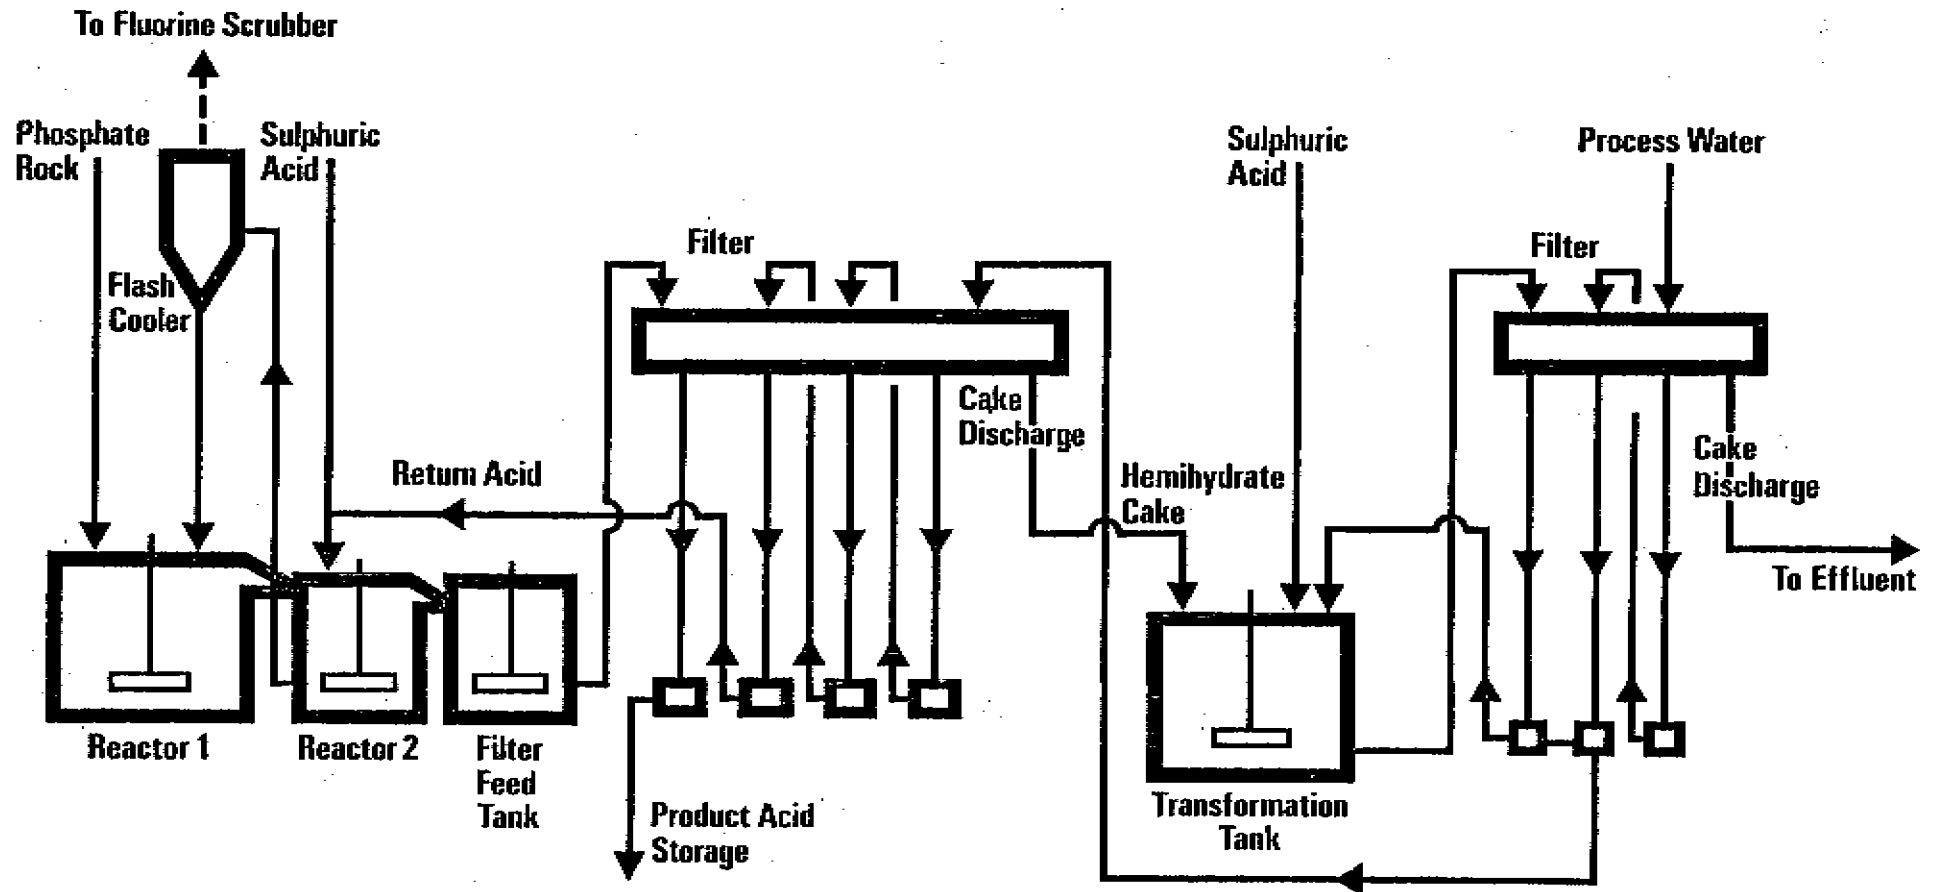 To Fluorine Scrubber
Phosphate
Rock
Sulphuric
Acid
Flash
Cooler
Filter
Sulphuric
Acid
Process Water
Filter
Cake
Discharge
Return Acid
Hemihydrate
Cake
Cake
Discharge
To Effluent
Reactor 1
Reactor 2
Filter
Feed
Tank
Product Acid
Storage
Transformation
Tank